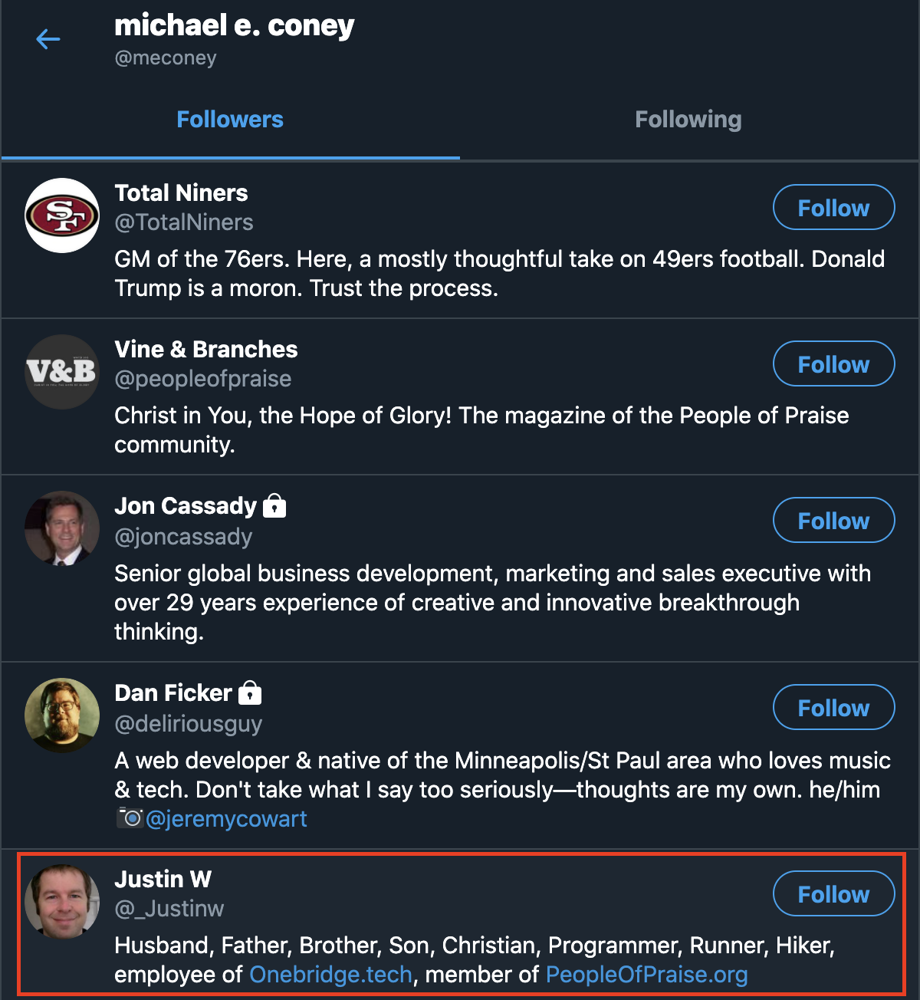 michael e. coney
@meconey
Followers
Following
Total Niners
@TotalNiners
Follow
GM of the 76ers. Here, a mostly thoughtful take on 49ers football. Donald
Trump is a moron. Trust the process.
SF
Vine & Branches
@peopleofpraise
Follow
Christ in You, the Hope of Glory! The magazine of the People of Praise
community.
V&B
Jon Cassady
@joncassady
Follow
Senior global business development, marketing and sales executive with
over 29 years experience of creative and innovative breakthrough
thinking.
Dan Ficker
@deliriousguy
Follow
A web developer & native of the Minneapolis/St Paul area who loves music
& tech. Don't take what I say too seriously—thoughts are my own. he/him
@jeremycowart
Justin W
@_Justinw
Follow
Husband, Father, Brother, Son, Christian, Programmer, Runner, Hiker,
employee of Onebridge.tech, member of PeopleOfPraise.org